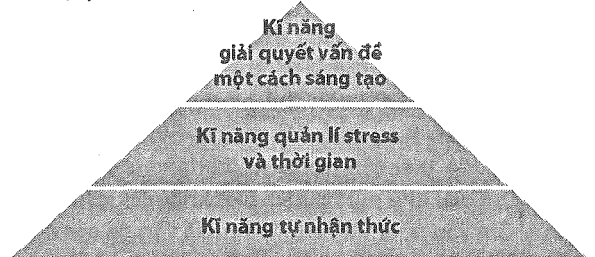 Kĩ năng
giải quyết vấn đề
một cách sáng tạo
Kĩ năng quản lí stress
và thời gian
Kĩ năng tự nhận thức